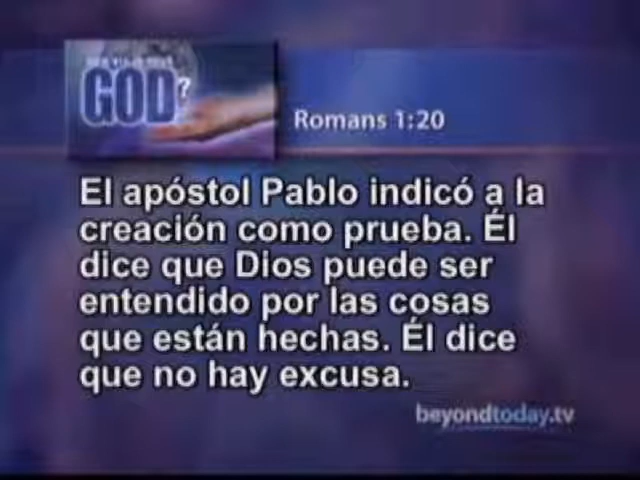 GOD?
Romans 1:20
El apóstol Pablo indicó a la
creación como prueba. Él
dice que Dios puede ser
entendido por las cosas
que están hechas. Él dice
que no hay excusa.
beyondtoday.tv